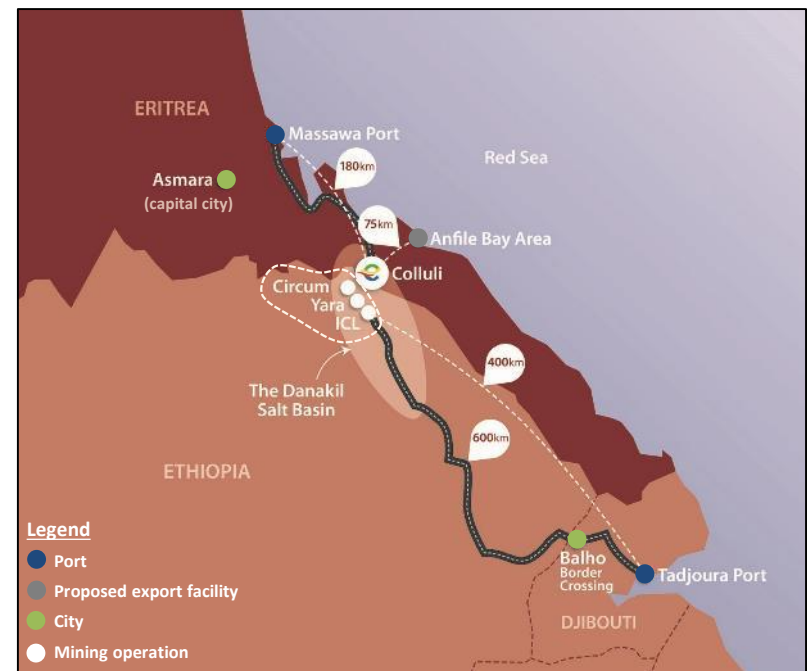 ERITREA
Massawa Port
Red Sea
180km
Asmara
(capital city)
75km
Anfile Bay Area
Colluli
Circum
Yara
ICL
400km
The Danakil
Salt Basin
600km
ETHIOPIA
Legend
Port
Proposed export facility
City
Mining operation
Balho
Border
Crossing
Tadjoura Port
DJIBOUTI